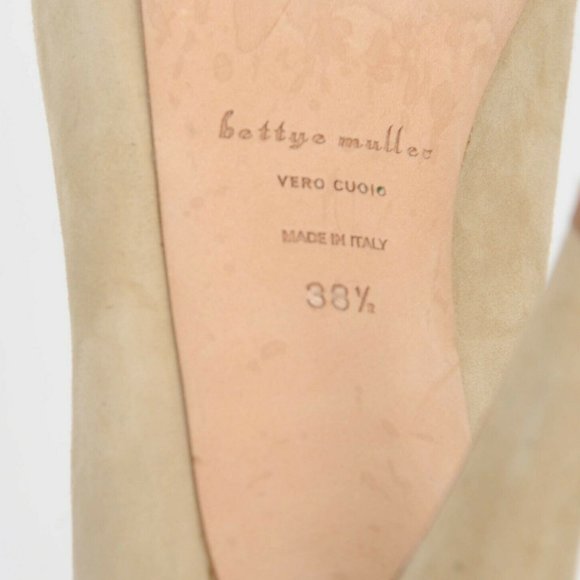 bettye muller
VERO CUOIO
MADE IN ITALY
38½